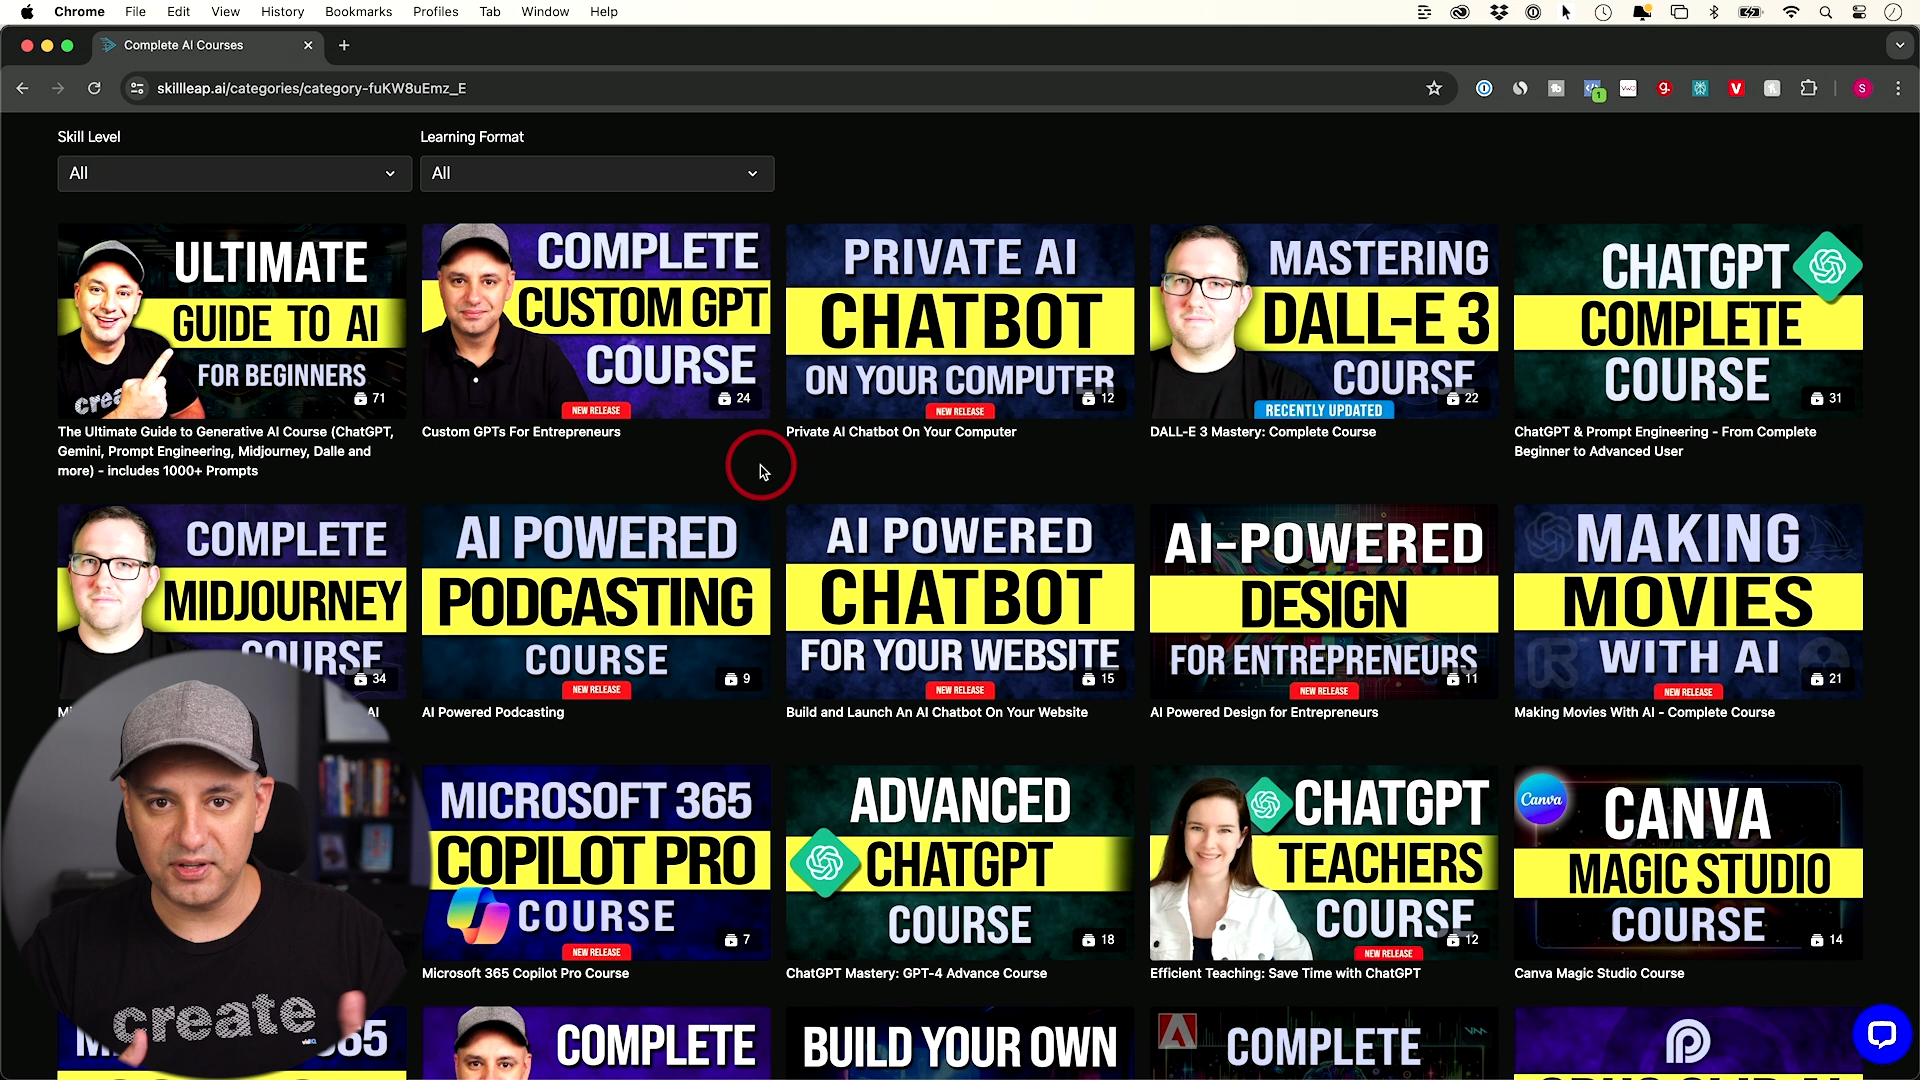 Chrome File Edit View History Bookmarks Profiles Tab Window Help
Complete AI Courses
skillleap.ai/categories/category-fuKW8uEmz_E
Skill Level
Learning Format
All
All
ULTIMATE
GUIDE TO AI
FOR BEGINNERS
create
71
The Ultimate Guide to Generative AI Course (ChatGPT,
Gemini, Prompt Engineering, Midjourney, Dalle and
more) - includes 1000+ Prompts
COMPLETE
CUSTOM GPT
COURSE
NEW RELEASE
24
Custom GPTs For Entrepreneurs
PRIVATE AI
CHATBOT
ON YOUR COMPUTER
NEW RELEASE
12
Private AI Chatbot On Your Computer
MASTERING
DALL-E 3
COURSE
RECENTLY UPDATED
22
DALL-E 3 Mastery: Complete Course
CHATGPT
COMPLETE
COURSE
31
ChatGPT & Prompt Engineering - From Complete
Beginner to Advanced User
COMPLETE
MIDJOURNEY
COURSE
34
AI
AI POWERED
PODCASTING
COURSE
NEW RELEASE
9
AI Powered Podcasting
AI POWERED
CHATBOT
FOR YOUR WEBSITE
NEW RELEASE
15
Build and Launch An AI Chatbot On Your Website
AI-POWERED
DESIGN
FOR ENTREPRENEURS
NEW RELEASE
11
AI Powered Design for Entrepreneurs
MAKING
MOVIES
WITH AI
NEW RELEASE
21
Making Movies With AI - Complete Course
MICROSOFT 365
COPILOT PRO
COURSE
NEW RELEASE
7
Microsoft 365 Copilot Pro Course
ADVANCED
CHATGPT
COURSE
18
ChatGPT Mastery: GPT-4 Advance Course
CHATGPT
TEACHERS
COURSE
NEW RELEASE
12
Efficient Teaching: Save Time with ChatGPT
Canva
CANVA
MAGIC STUDIO
COURSE
14
Canva Magic Studio Course
create
365
COMPLETE
BUILD YOUR OWN
COMPLETE